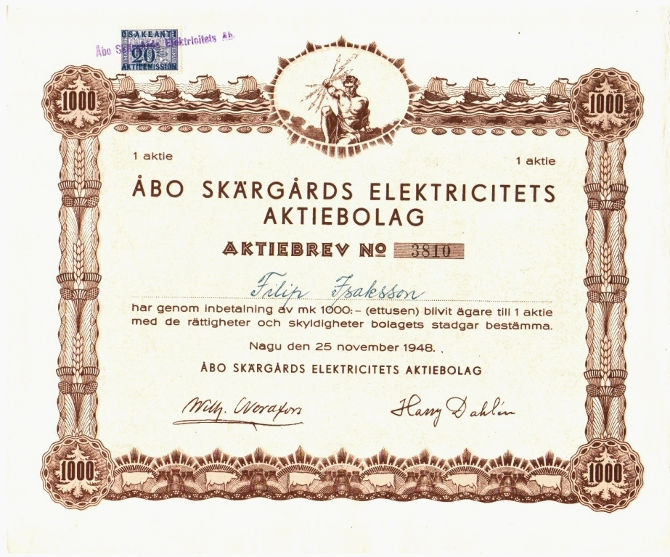 OSAKEANTI
Åbo Skärgårds Elektricitets Ab.
20
AKTIEEMISSION
1000 1000
1 aktie 1 aktie
ÅBO SKÄRGÅRDS ELEKTRICITETS
AKTIEBOLAG
AKTIEBREV No 3810
Filip Isaksson
har genom inbetalning av mk 1000:- (ettusen) blivit ägare till 1 aktie
med de rättigheter och skyldigheter bolagets stadgar bestämma.
Nagu den 25 november 1948.
ÅBO SKÄRGÅRDS ELEKTRICITETS AKTIEBOLAG
Harry Dahlén
1000 1000